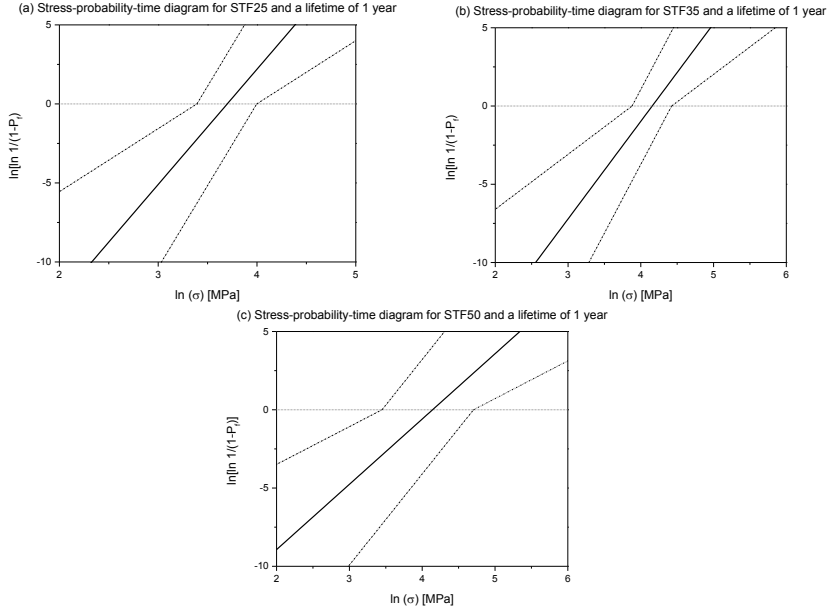 (a) Stress-probability-time diagram for STF25 and a lifetime of 1 year
5
0
-5
-10
ln[ln 1/(1-Pf)]
2
3
4
5
ln (σ) [MPa]
(b) Stress-probability-time diagram for STF35 and a lifetime of 1 year
5
0
-5
-10
ln[ln 1/(1-Pf)
2
3
4
5
6
ln (σ) [MPa]
(c) Stress-probability-time diagram for STF50 and a lifetime of 1 year
5
0
-5
-10
ln[ln 1/(1-Pf)]
2
3
4
5
6
ln (σ) [MPa]